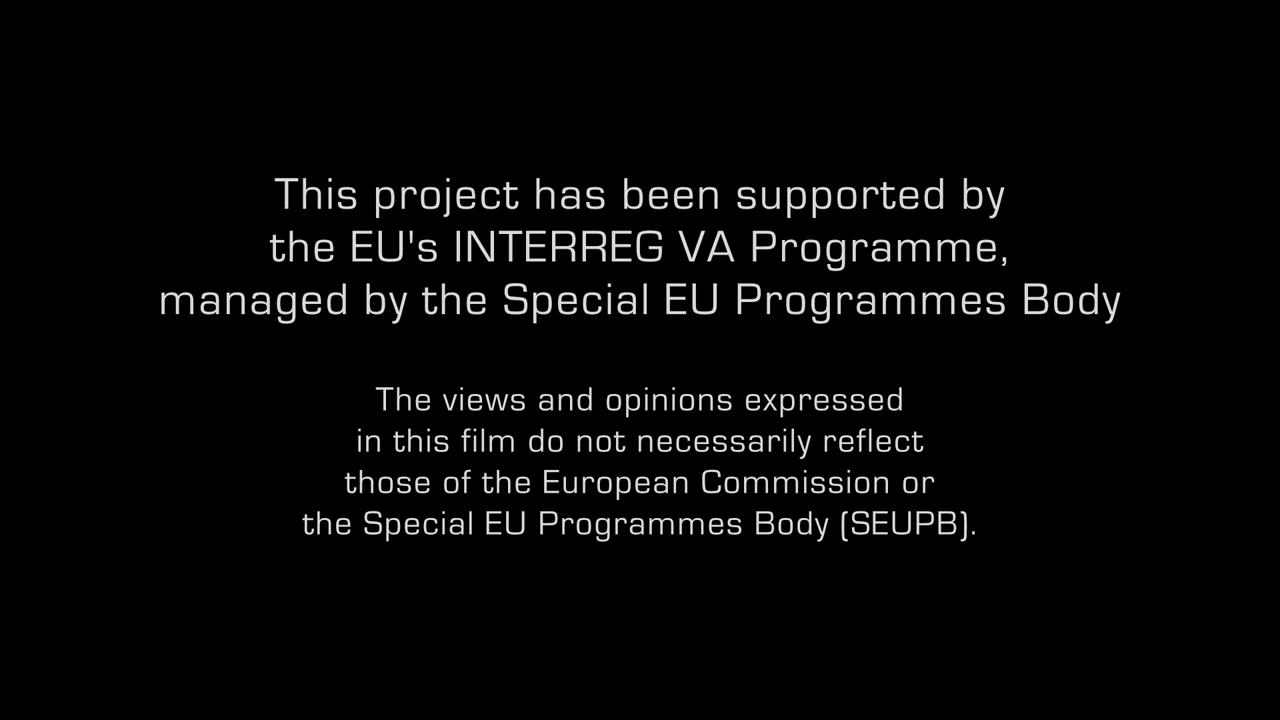 This project has been supported by
the EU's INTERREG VA Programme,
managed by the Special EU Programmes Body
The views and opinions expressed
in this film do not necessarily reflect
those of the European Commission or
the Special EU Programmes Body (SEUPB).